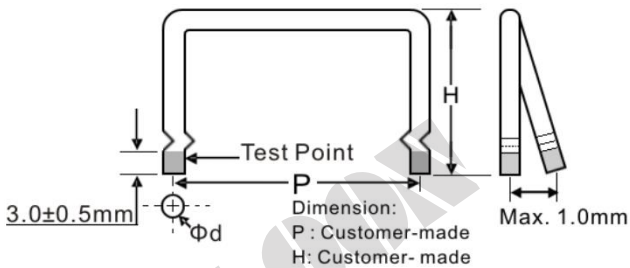 H
Test Point
P
3.0±0.5mm
Φd
Dimension:
P : Customer-made
H: Customer- made
Max. 1.0mm